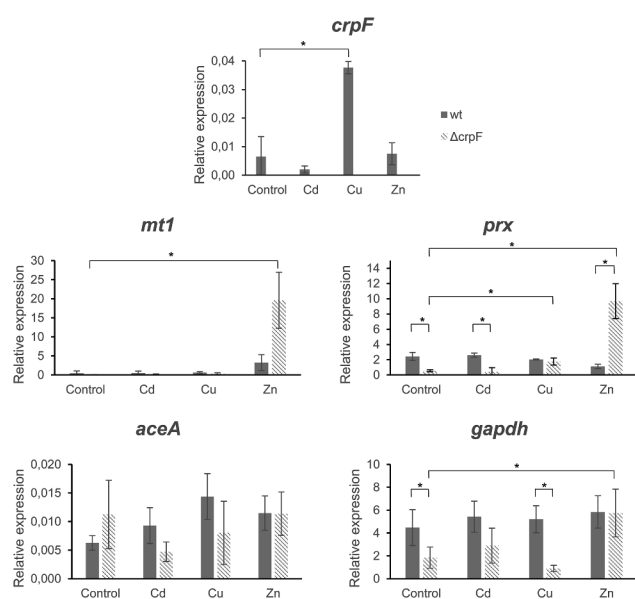 crpF
*
0,04
0,03
0,02
0,01
0,00
Relative expression
Control Cd Cu Zn
wt
ΔcrpF
mt1
*
30
25
20
15
10
5
0
Relative expression
Control Cd Cu Zn
prx
*
*
*
*
*
14
12
10
8
6
4
2
0
Relative expression
Control Cd Cu Zn
aceA
0,020
0,015
0,010
0,005
0,000
Relative expression
Control Cd Cu Zn
gapdh
*
*
*
10
8
6
4
2
0
Relative expression
Control Cd Cu Zn